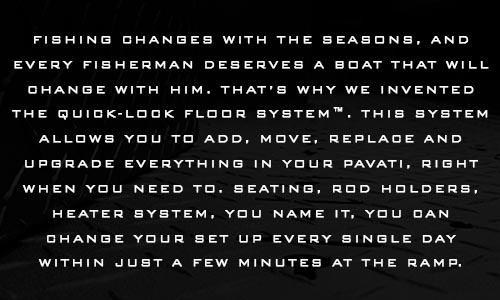 FISHING CHANGES WITH THE SEASONS, AND
EVERY FISHERMAN DESERVES A BOAT THAT WILL
CHANGE WITH HIM. THAT'S WHY WE INVENTED
THE QUICK-LOOK FLOOR SYSTEM™. THIS SYSTEM
ALLOWS YOU TO ADD, MOVE, REPLACE AND
UPGRADE EVERYTHING IN YOUR PAVATI, RIGHT
WHEN YOU NEED TO. SEATING, ROD HOLDERS,
HEATER SYSTEM, YOU NAME IT, YOU CAN
CHANGE YOUR SET UP EVERY SINGLE DAY
WITHIN JUST A FEW MINUTES AT THE RAMP.